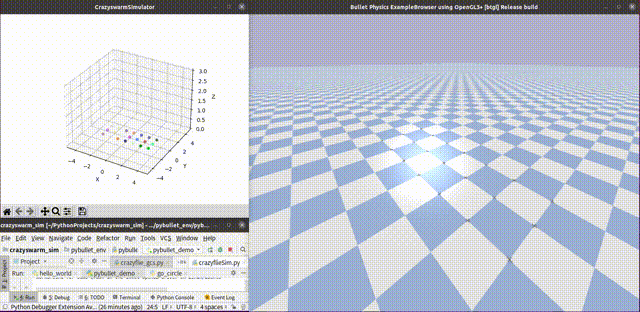 CrazyswarmSimulator
Bullet Physics ExampleBrowser using OpenGL3+ [btgl] Release build
3.0
2.5
2.0
1.5
1.0
0.5
0.0
Z
−4 −2 0 2 4
X
−4 −2 0 2 4
Y
crazyswarm_sim [~/PythonProjects/crazyswarm_sim] - .../pybullet_env/pyb...
File Edit View Navigate Code Refactor Run Tools VCS Window Help
crazyswarm_sim pybullet_env pybulle
Project crazyflie_gcs.py crazyflieSim.py
1: Project
Run: hello_world pybullet_demo go_circle
4: Run 5: Debug 6: TODO Terminal Python Console Event Log
Python Debugger Extension Av... (26 minutes ago) 24:5 LF UTF-8 4 spaces